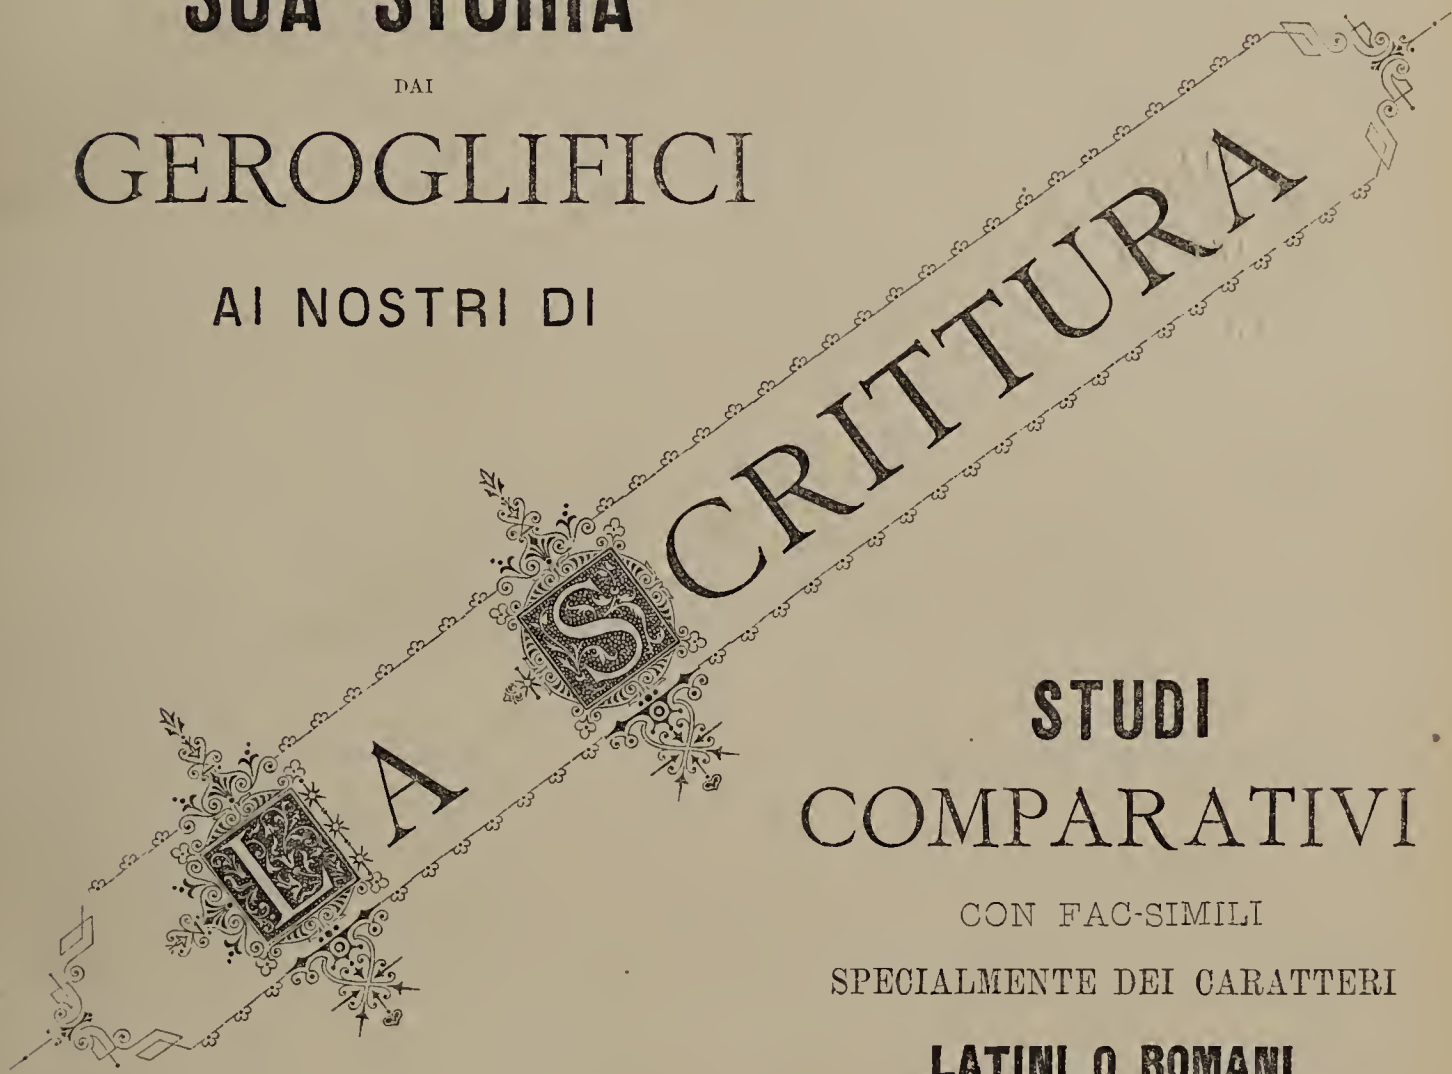 SUA STORIA
DAI
GEROGLIFICI
AI NOSTRI DI
LA SCRITTURA
STUDI
COMPARATIVI
CON FAC-SIMILI
SPECIALMENTE DEI CARATTERI
LATINI O ROMANI